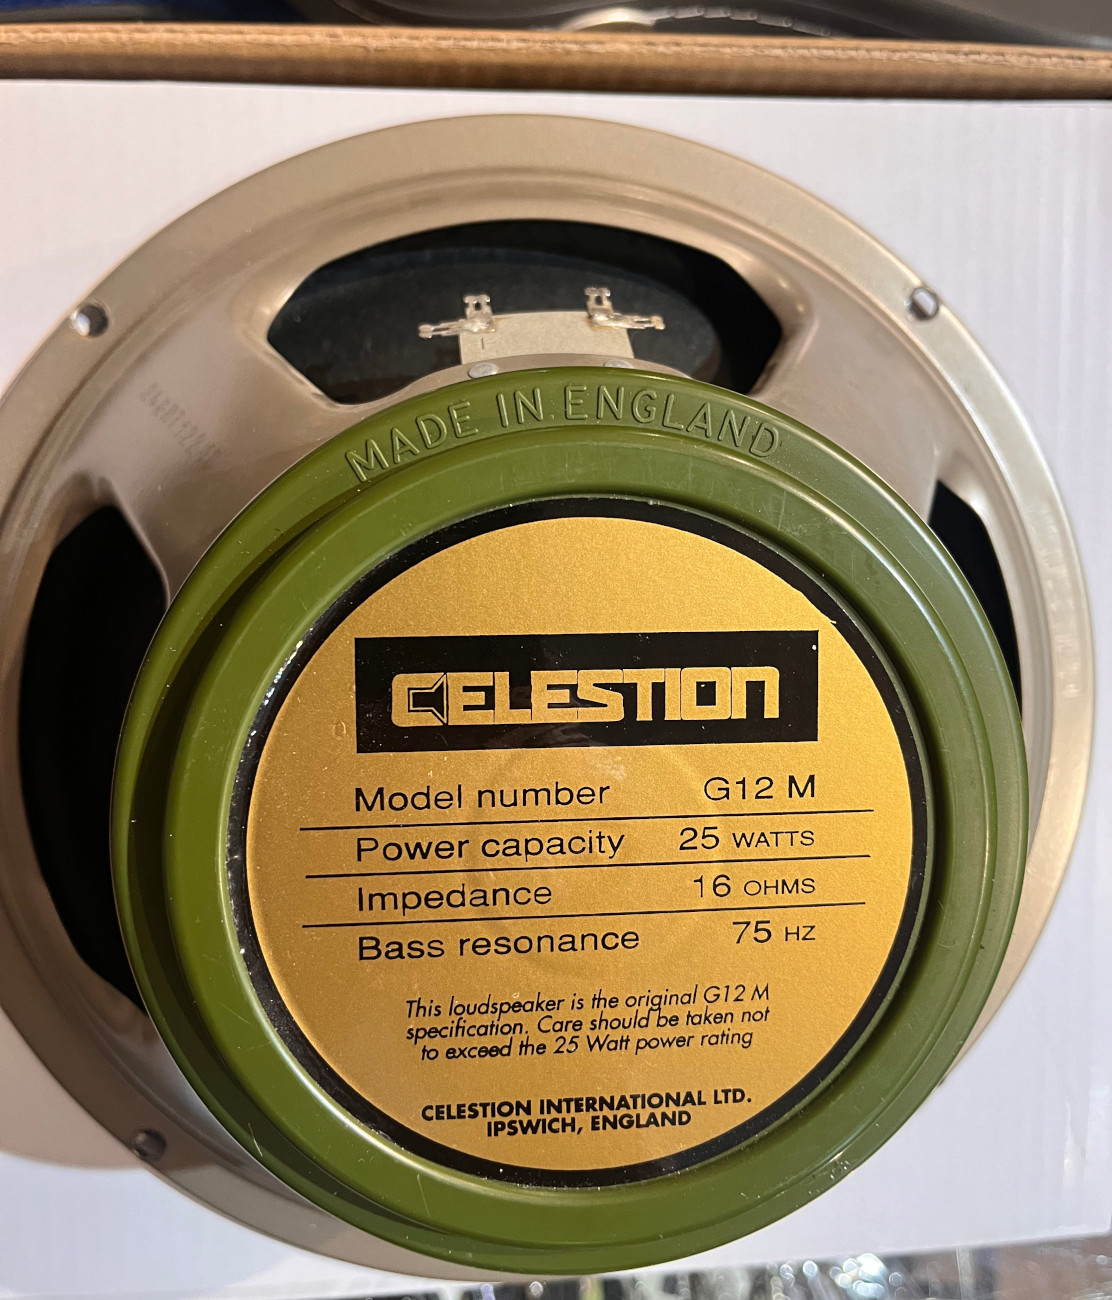 MADE IN ENGLAND
CELESTION
Model number G12 M
Power capacity 25 WATTS
Impedance 16 OHMS
Bass resonance 75 HZ
This loudspeaker is the original G12 M
specification. Care should be taken not
to exceed the 25 Watt power rating
CELESTION INTERNATIONAL LTD.
IPSWICH, ENGLAND